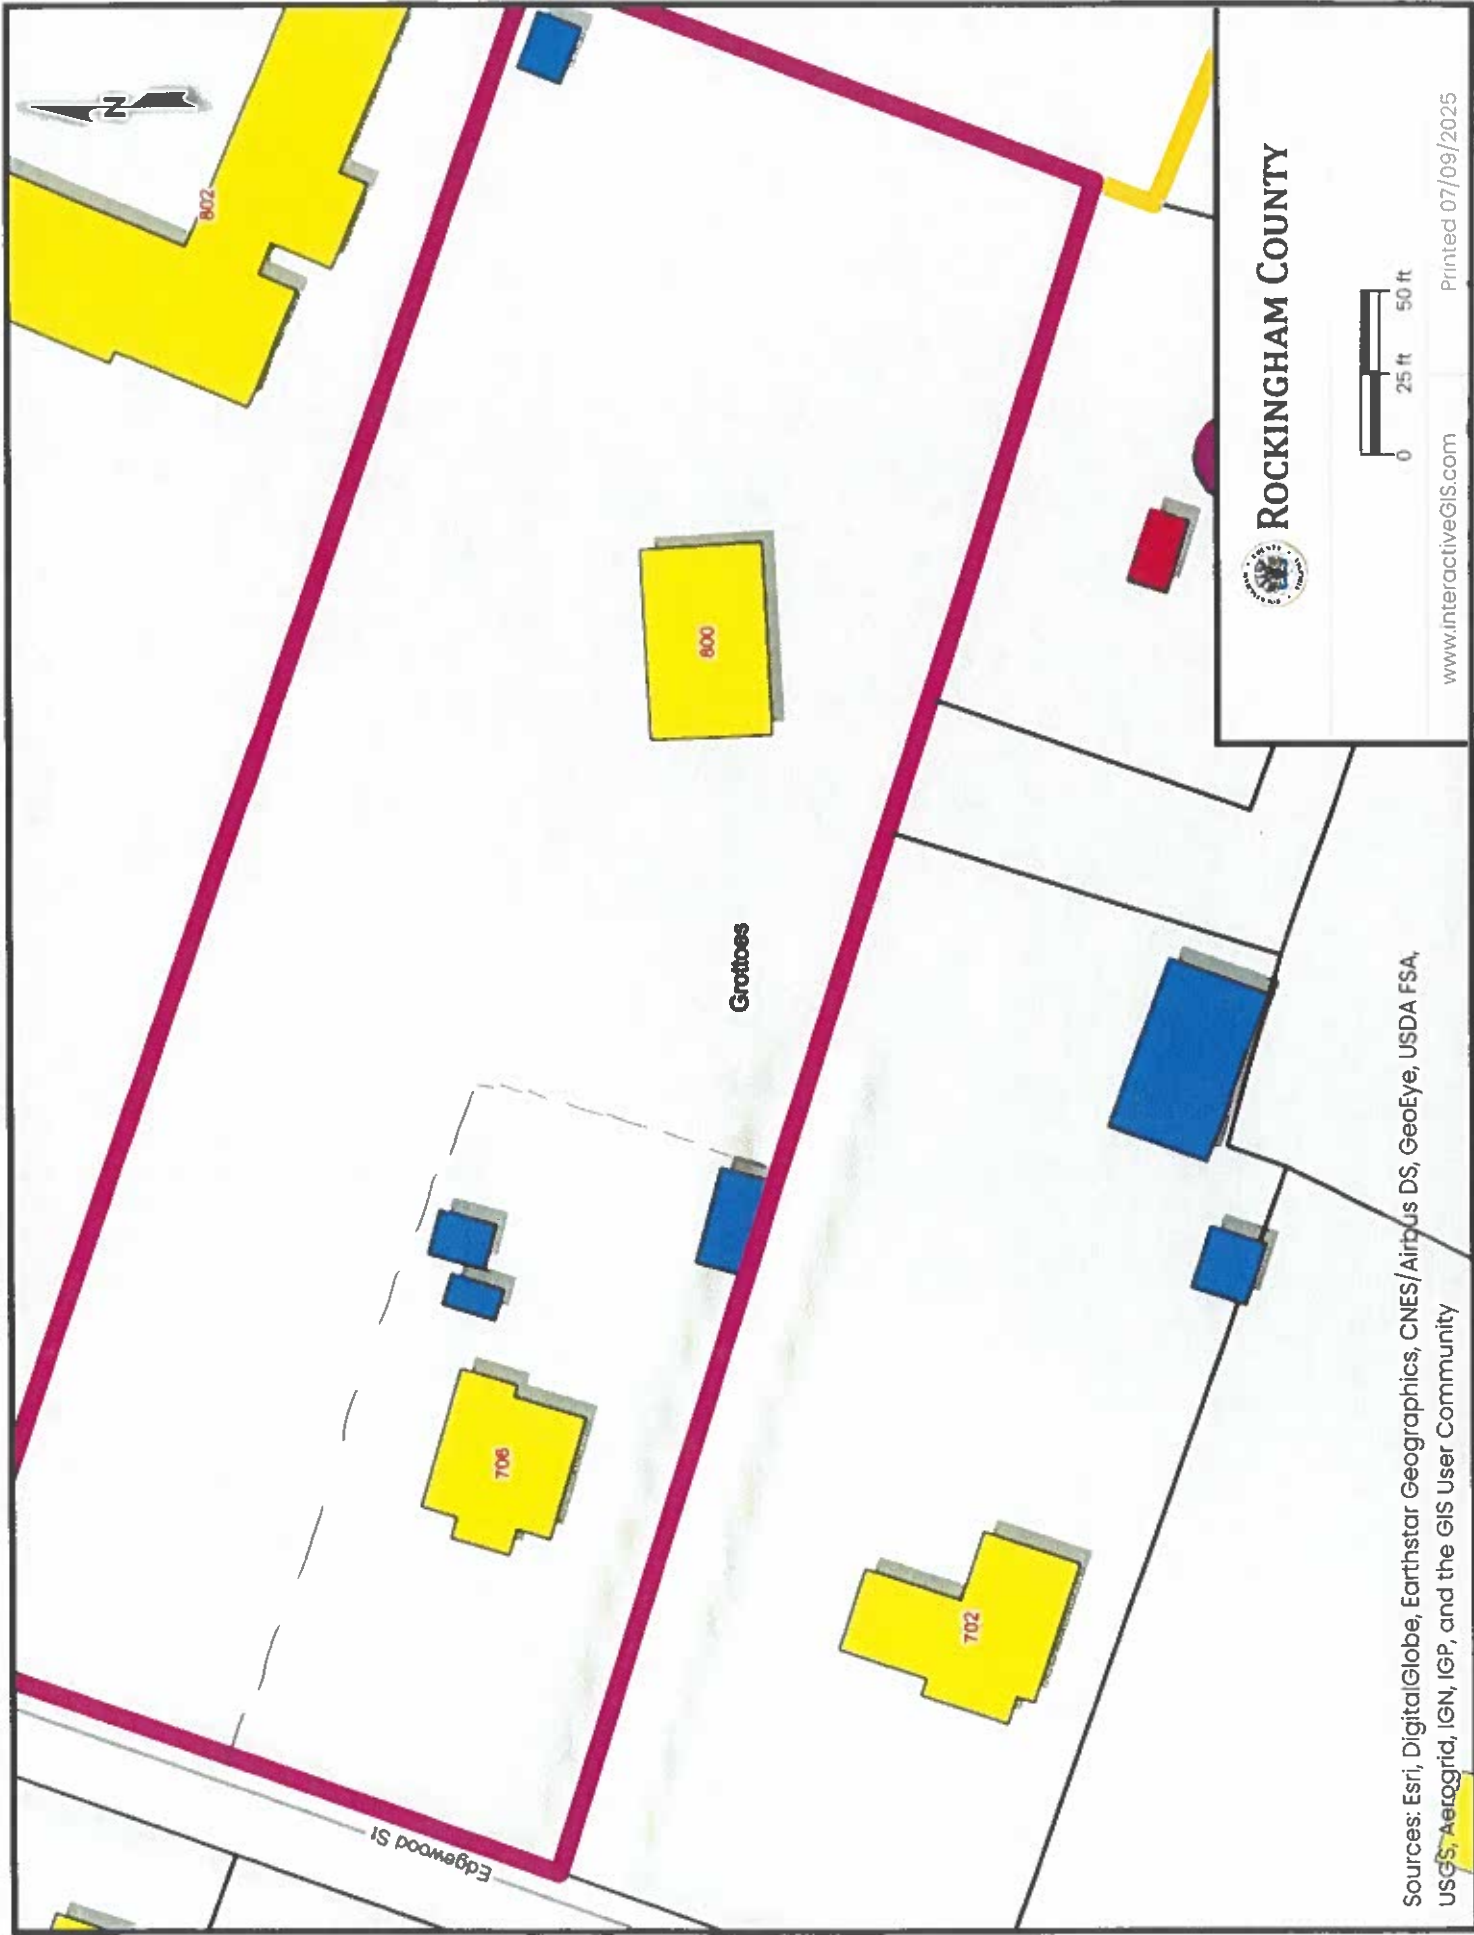 N
802
800
Grottoes
706
702
Edgewood St
ROCKINGHAM COUNTY
0 25 ft 50 ft
www.interactiveGIS.com Printed 07/09/2025
Sources: Esri, DigitalGlobe, Earthstar Geographics, CNES/Airbus DS, GeoEye, USDA FSA,
USGS, Aerogrid, IGN, IGP, and the GIS User Community